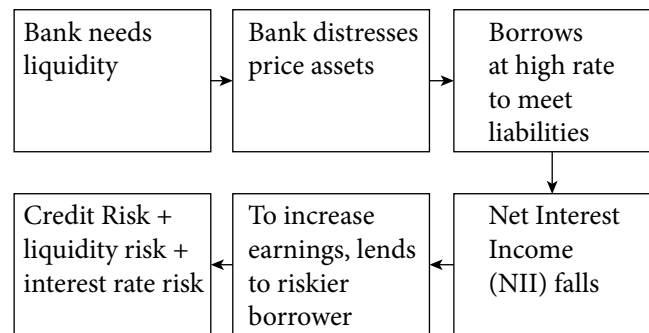 Bank needs
liquidity
Bank distresses
price assets
Borrows
at high rate
to meet
liabilities
Net Interest
Income
(NII) falls
To increase
earnings, lends
to riskier
borrower
Credit Risk +
liquidity risk +
interest rate risk